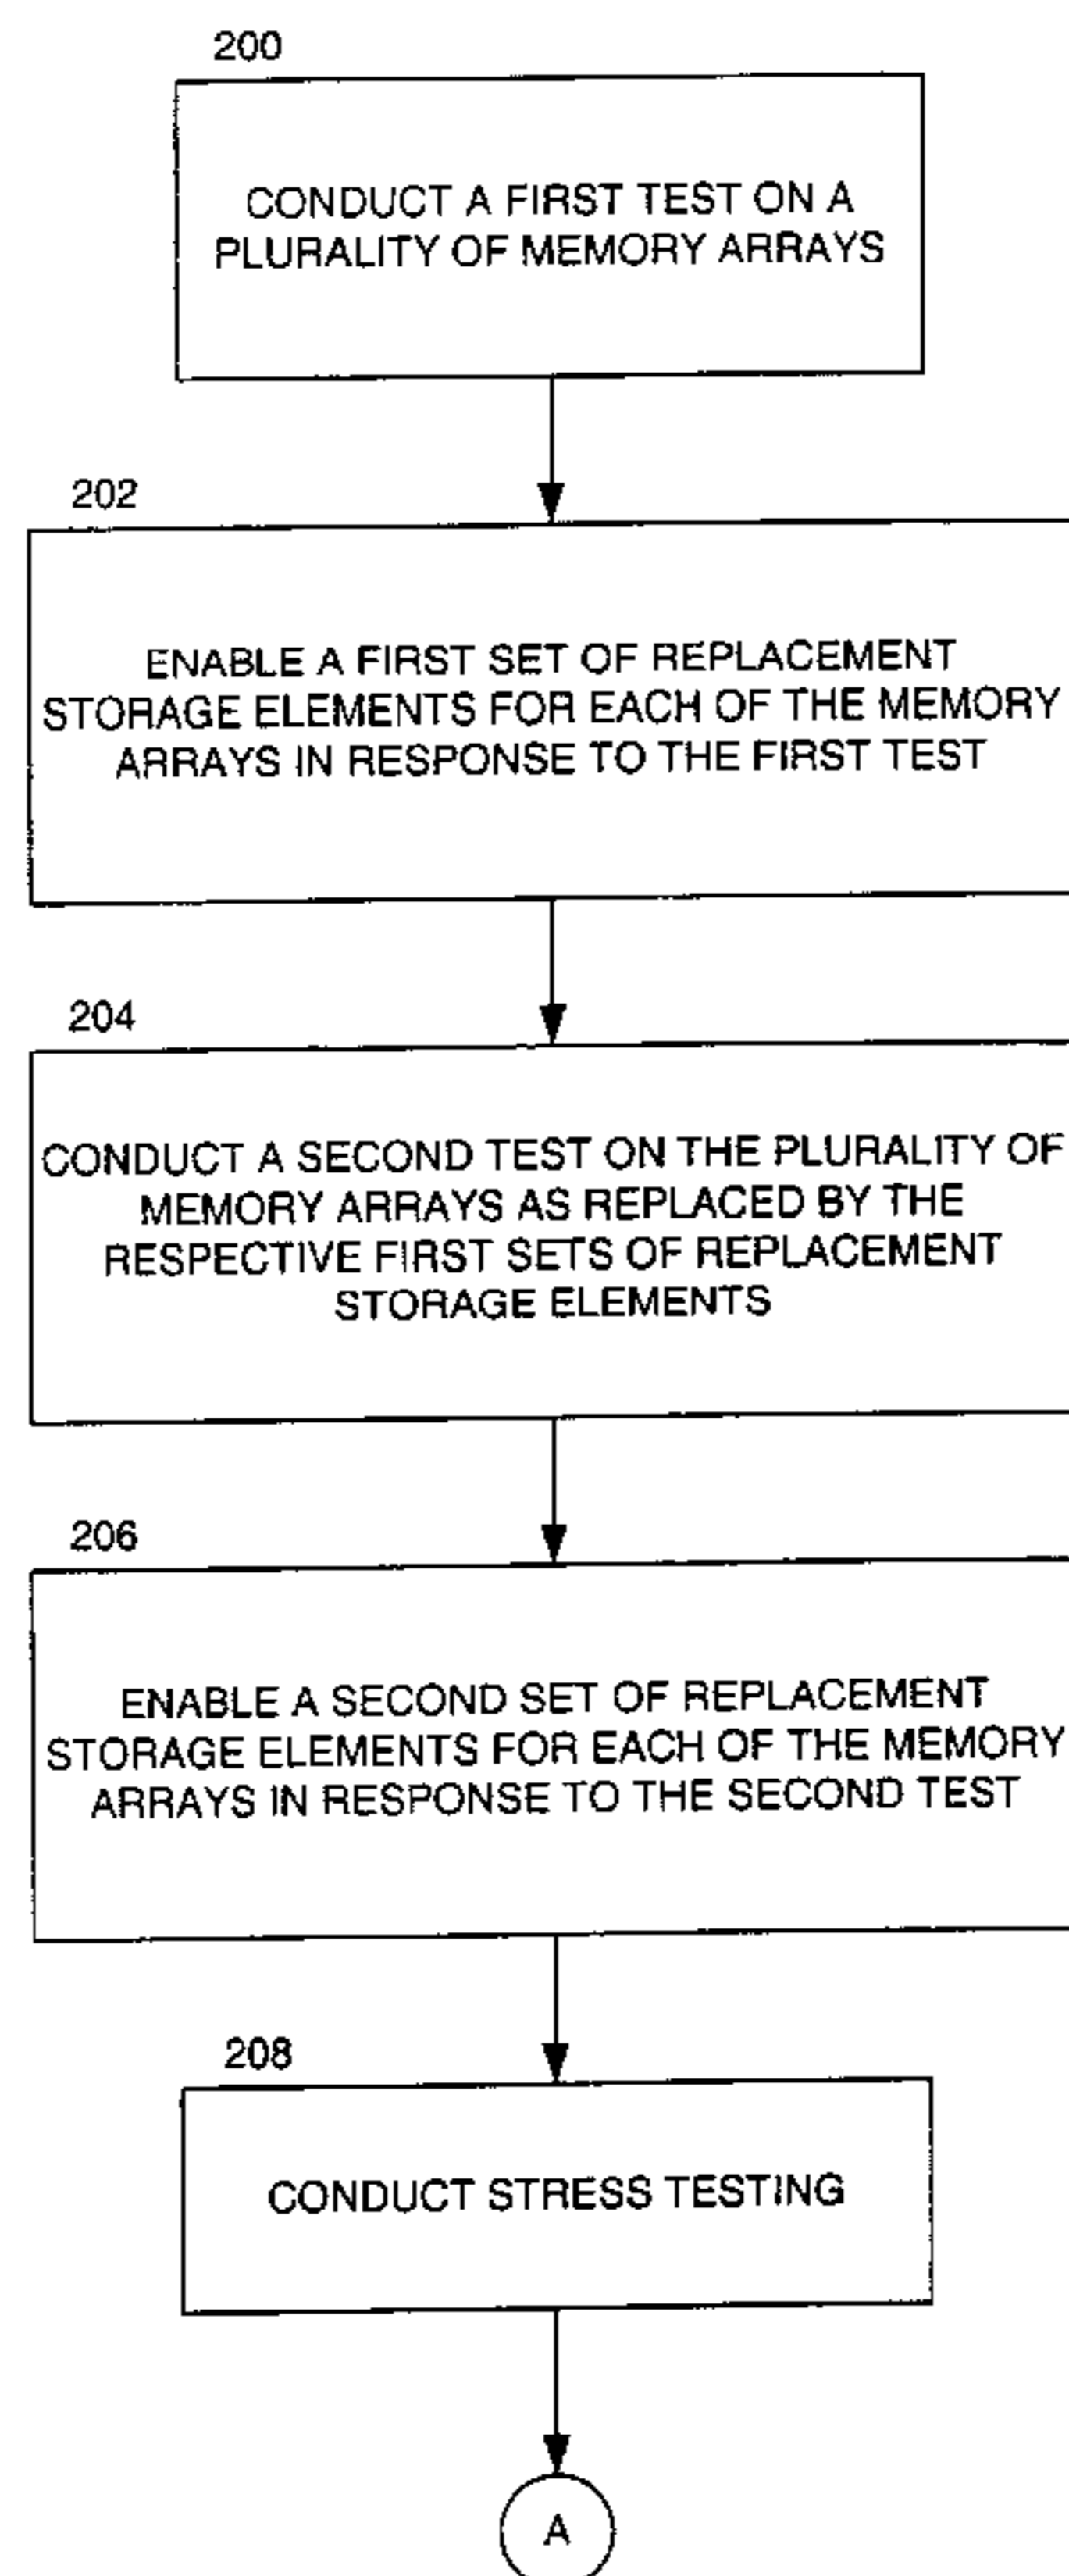 200
CONDUCT A FIRST TEST ON A
PLURALITY OF MEMORY ARRAYS
202
ENABLE A FIRST SET OF REPLACEMENT
STORAGE ELEMENTS FOR EACH OF THE MEMORY
ARRAYS IN RESPONSE TO THE FIRST TEST
204
CONDUCT A SECOND TEST ON THE PLURALITY OF
MEMORY ARRAYS AS REPLACED BY THE
RESPECTIVE FIRST SETS OF REPLACEMENT
STORAGE ELEMENTS
206
ENABLE A SECOND SET OF REPLACEMENT
STORAGE ELEMENTS FOR EACH OF THE MEMORY
ARRAYS IN RESPONSE TO THE SECOND TEST
208
CONDUCT STRESS TESTING
A